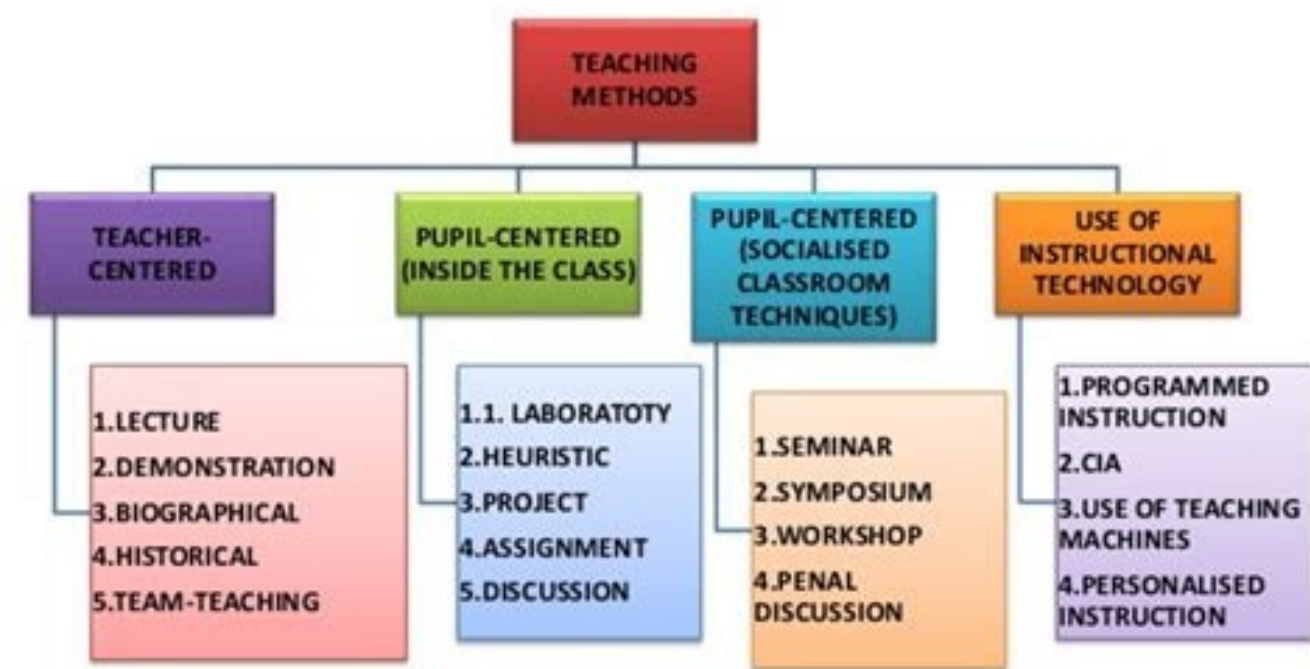 TEACHING
METHODS
TEACHER-
CENTERED
PUPIL-CENTERED
(INSIDE THE CLASS)
PUPIL-CENTERED
(SOCIALISED
CLASSROOM
TECHNIQUES)
USE OF
INSTRUCTIONAL
TECHNOLOGY
1.LECTURE
2.DEMONSTRATION
3.BIOGRAPHICAL
4.HISTORICAL
5.TEAM-TEACHING
1.1. LABORATOTY
2.HEURISTIC
3.PROJECT
4.ASSIGNMENT
5.DISCUSSION
1.SEMINAR
2.SYMPOSIUM
3.WORKSHOP
4.PENAL
DISCUSSION
1.PROGRAMMED
INSTRUCTION
2.CIA
3.USE OF TEACHING
MACHINES
4.PERSONALISED
INSTRUCTION